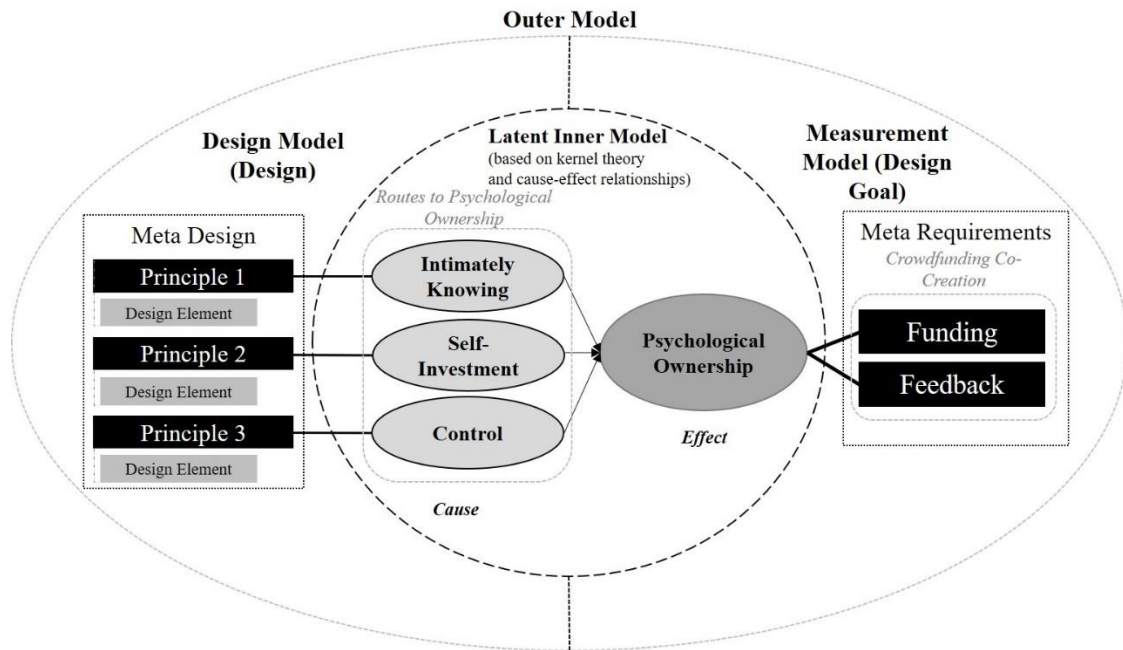 Outer Model
Design Model
(Design)
Latent Inner Model
(based on kernel theory
and cause-effect relationships)
Measurement
Model (Design
Goal)
Routes to Psychological
Ownership
Meta Design
Principle 1
Design Element
Principle 2
Design Element
Principle 3
Design Element
Intimately
Knowing
Self-
Investment
Control
Cause
Psychological
Ownership
Effect
Meta Requirements
Crowdfunding Co-
Creation
Funding
Feedback